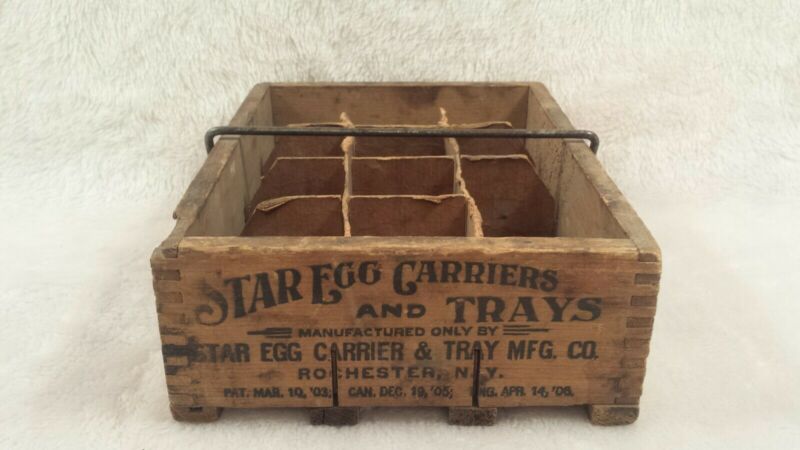 STAR EGG CARRIERS
AND TRAYS
MANUFACTURED ONLY BY
STAR EGG CARRIER & TRAY MFG. CO.
ROCHESTER, N.Y.
PAT. MAR. 10, '03; CAN. DEC. 19, '05; NG. APR. 14, '06.